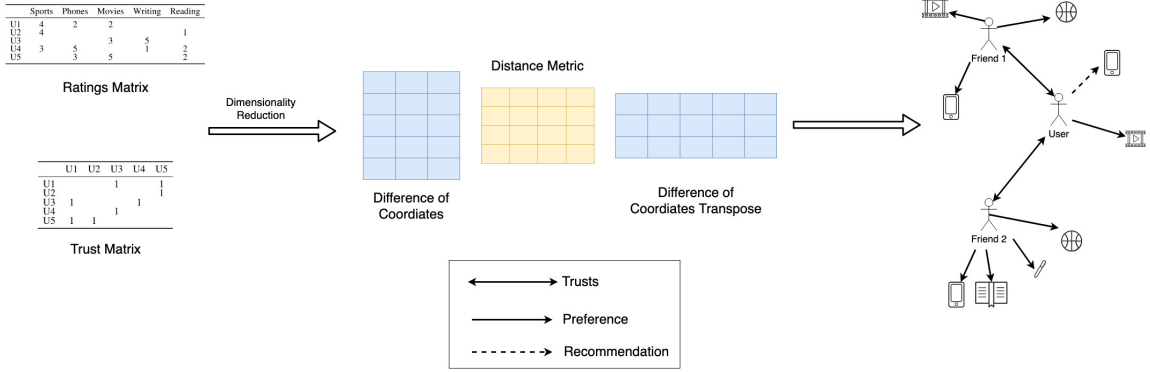 Sports Phones Movies Writing Reading
U1 4 2 2
U2 4 1
U3 3 5
U4 3 5 1 2
U5 3 5 2
Ratings Matrix
U1 U2 U3 U4 U5
U1 1 1
U2 1
U3 1 1
U4 1
U5 1 1
Trust Matrix
Dimensionality
Reduction
Difference of
Coordiates
Distance Metric
Difference of
Coordiates Transpose
Friend 1
User
Friend 2
Trusts
Preference
Recommendation